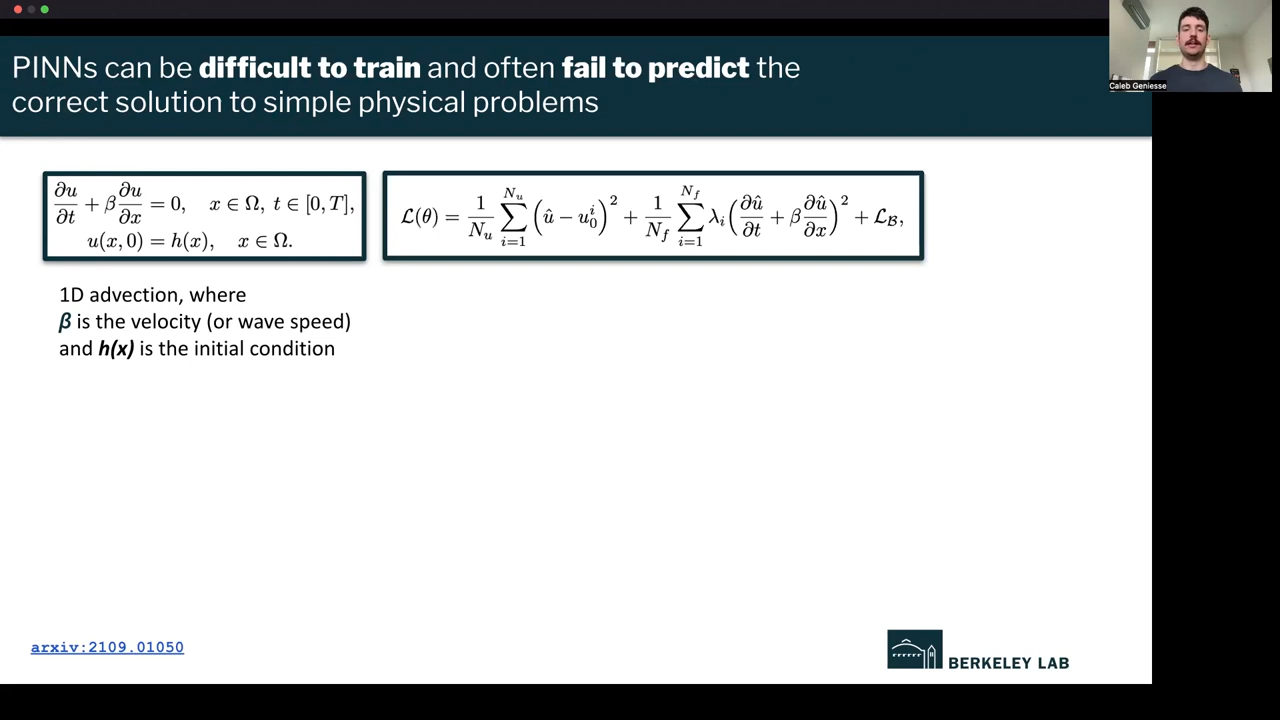 PINNs can be difficult to train and often fail to predict the
correct solution to simple physical problems
Caleb Geniesse
∂u/∂t + β ∂u/∂x = 0, x ∈ Ω, t ∈ [0, T],
u(x, 0) = h(x), x ∈ Ω.
ℒ(θ) = 1/N_u ∑_{i=1}^{N_u} (û − u_0^i)^2 + 1/N_f ∑_{i=1}^{N_f} λ_i (∂û/∂t + β ∂û/∂x)^2 + ℒ_ℬ,
1D advection, where
β is the velocity (or wave speed)
and h(x) is the initial condition
arxiv:2109.01050
BERKELEY LAB